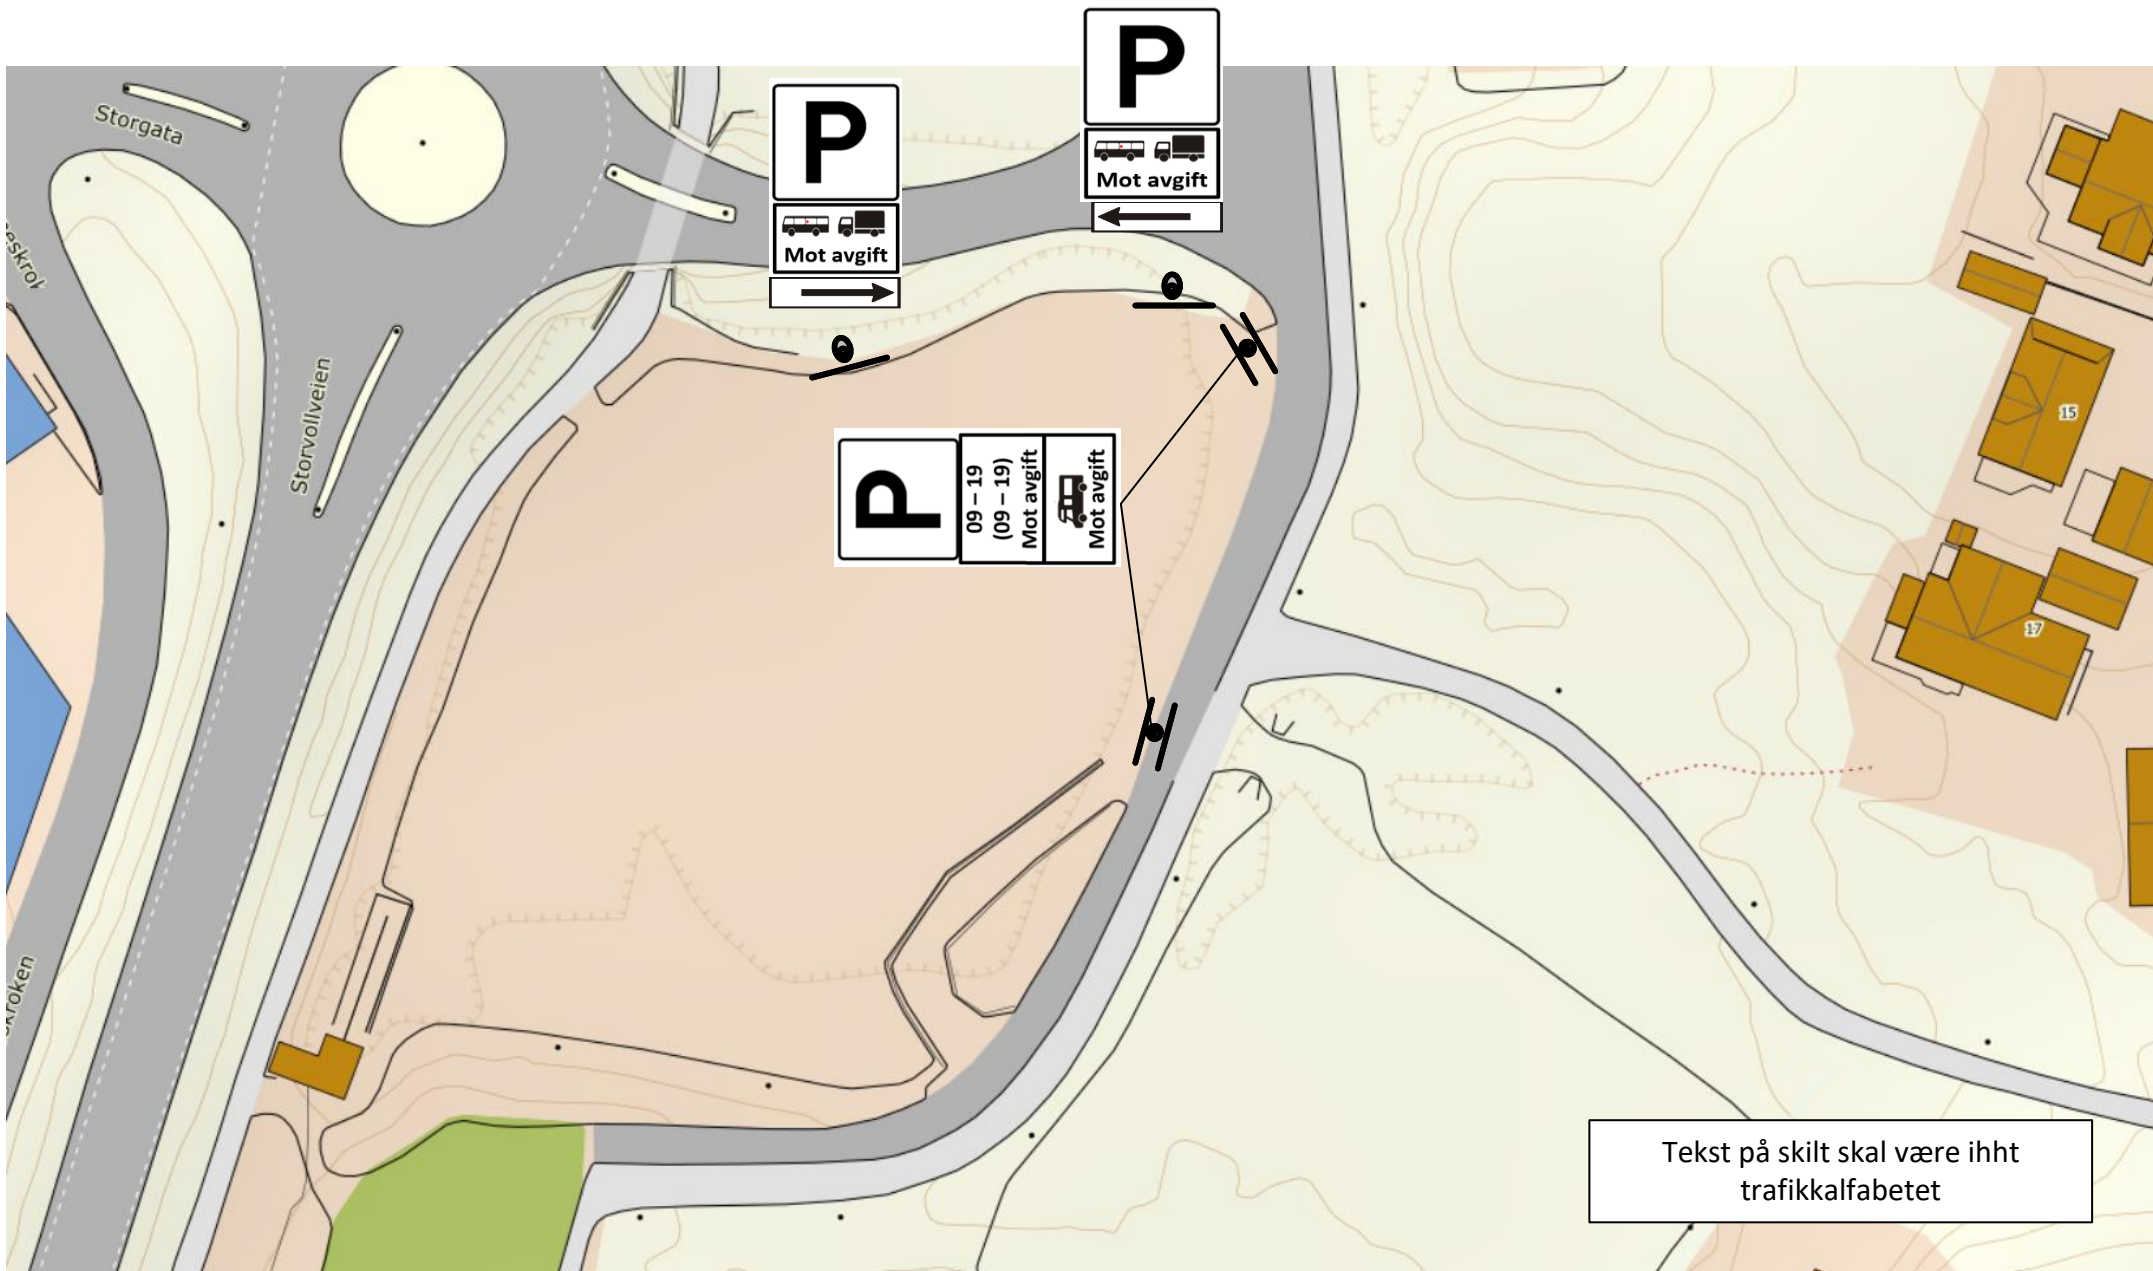 P
Mot avgift
P
Mot avgift
Storgata
Storvollveien
P
09 – 19
(09 – 19)
Mot avgift
Mot avgift
15
17
Tekst på skilt skal være ihht
trafikkalfabetet